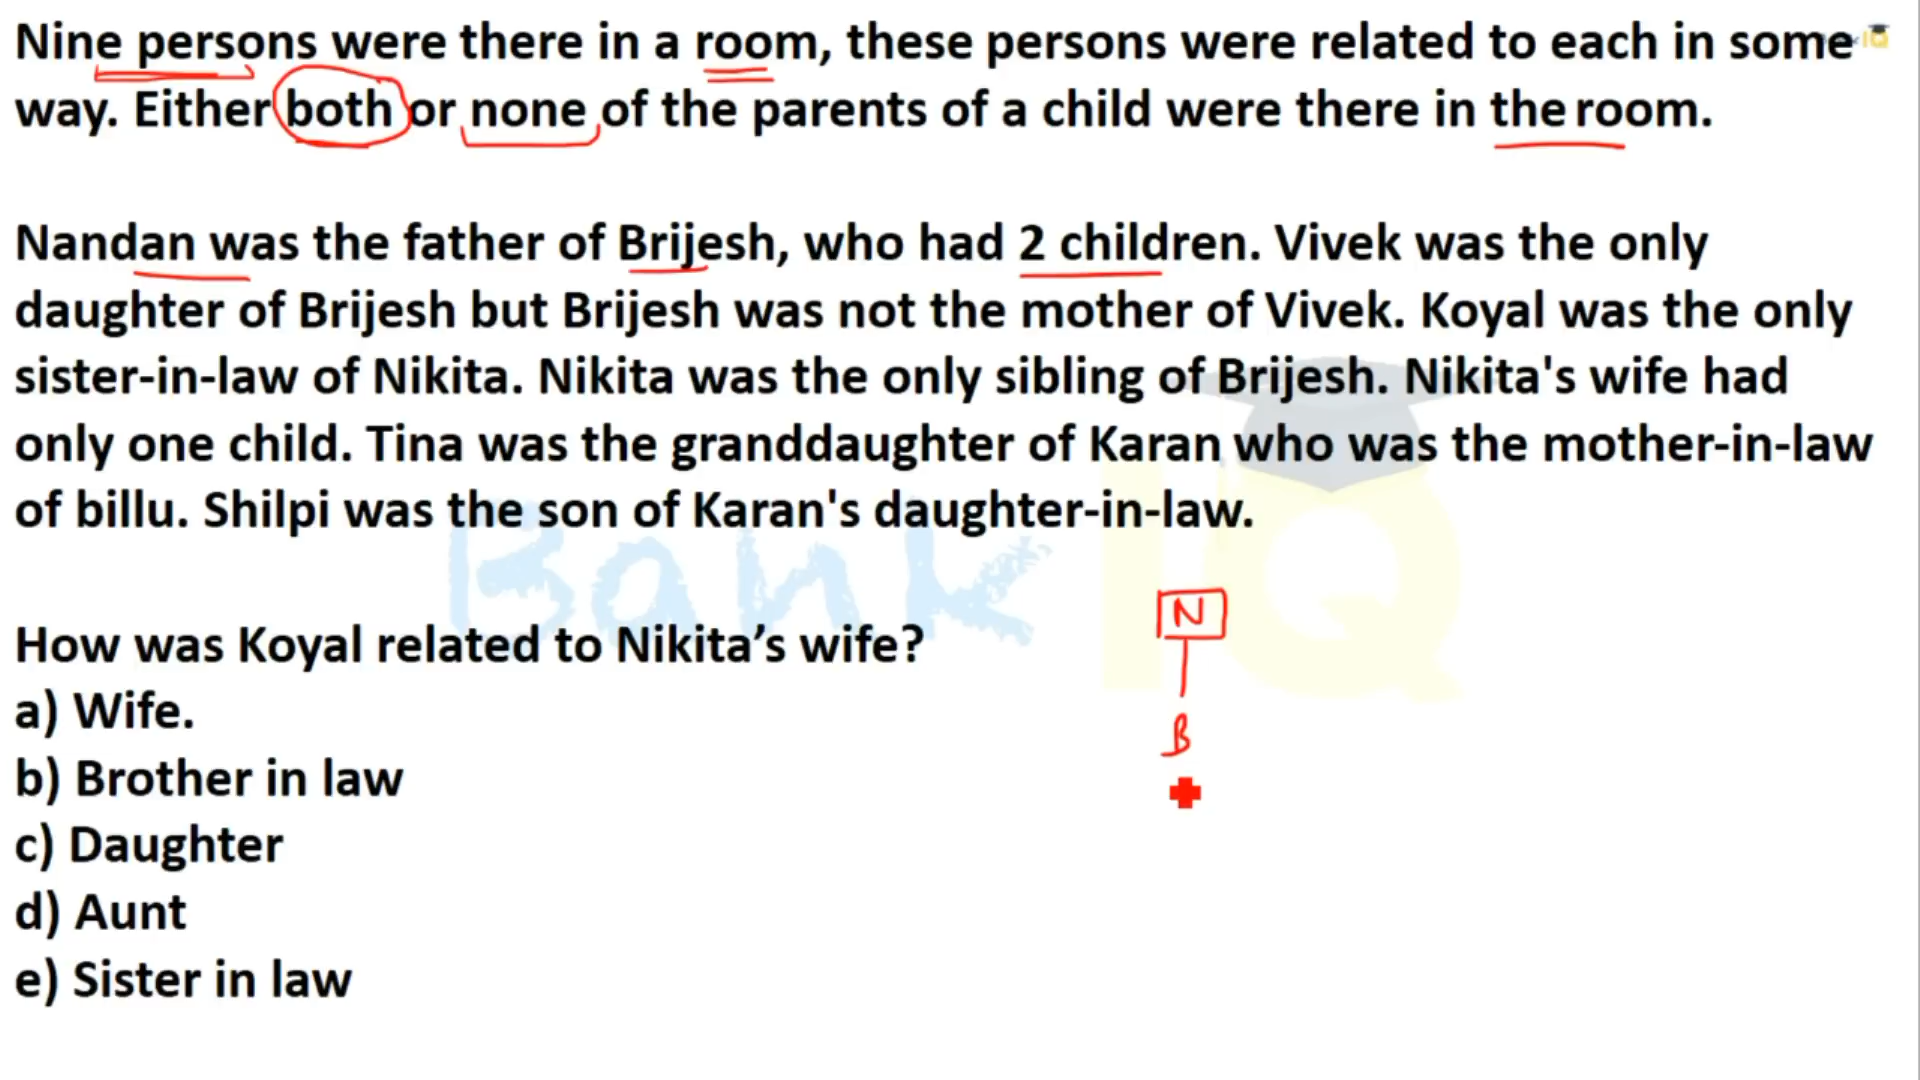 Nine persons were there in a room, these persons were related to each in some
way. Either both or none of the parents of a child were there in the room.
Nandan was the father of Brijesh, who had 2 children. Vivek was the only
daughter of Brijesh but Brijesh was not the mother of Vivek. Koyal was the only
sister-in-law of Nikita. Nikita was the only sibling of Brijesh. Nikita's wife had
only one child. Tina was the granddaughter of Karan who was the mother-in-law
of billu. Shilpi was the son of Karan's daughter-in-law.
Bank IQ
How was Koyal related to Nikita’s wife?
a) Wife.
b) Brother in law
c) Daughter
d) Aunt
e) Sister in law
N
B